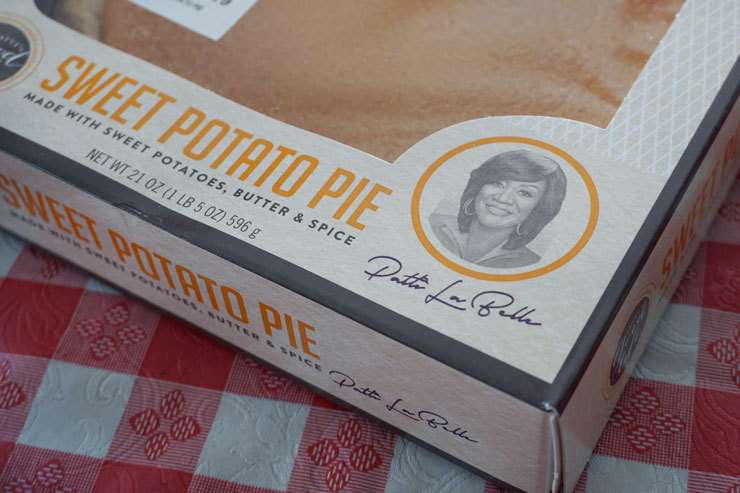 SWEET POTATO PIE
MADE WITH SWEET POTATOES, BUTTER & SPICE
NET WT 21 OZ (1 LB 5 OZ) 596 g
Patti LaBelle
SWEET POTATO PIE
MADE WITH SWEET POTATOES, BUTTER & SPICE
Patti LaBelle
SWE